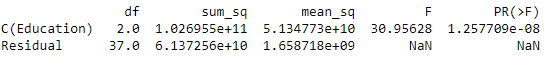 df sum_sq mean_sq F PR(>F)
C(Education) 2.0 1.026955e+11 5.134773e+10 30.95628 1.257709e-08
Residual 37.0 6.137256e+10 1.658718e+09 NaN NaN